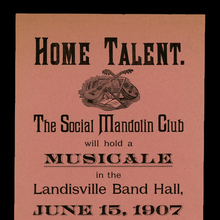 HOME TALENT.
The Social Mandolin Club
will hold a
MUSICALE
in the
Landisville Band Hall,
JUNE 15, 1907